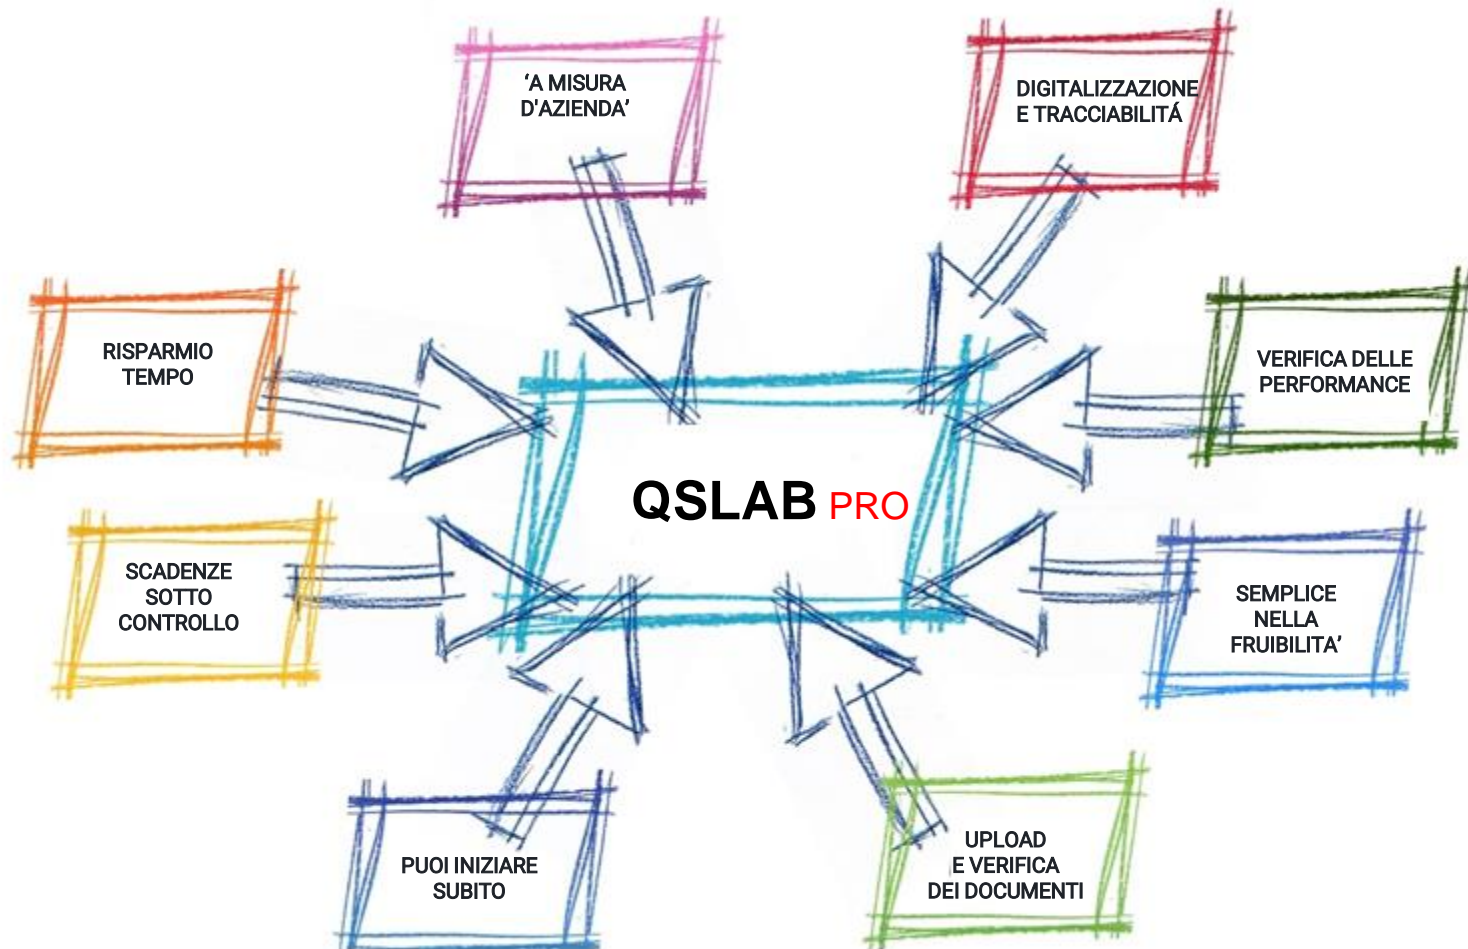 ‘A MISURA
D'AZIENDA’
DIGITALIZZAZIONE
E TRACCIABILITÁ
RISPARMIO
TEMPO
VERIFICA DELLE
PERFORMANCE
QSLAB PRO
SCADENZE
SOTTO
CONTROLLO
SEMPLICE
NELLA
FRUIBILITA’
PUOI INIZIARE
SUBITO
UPLOAD
E VERIFICA
DEI DOCUMENTI